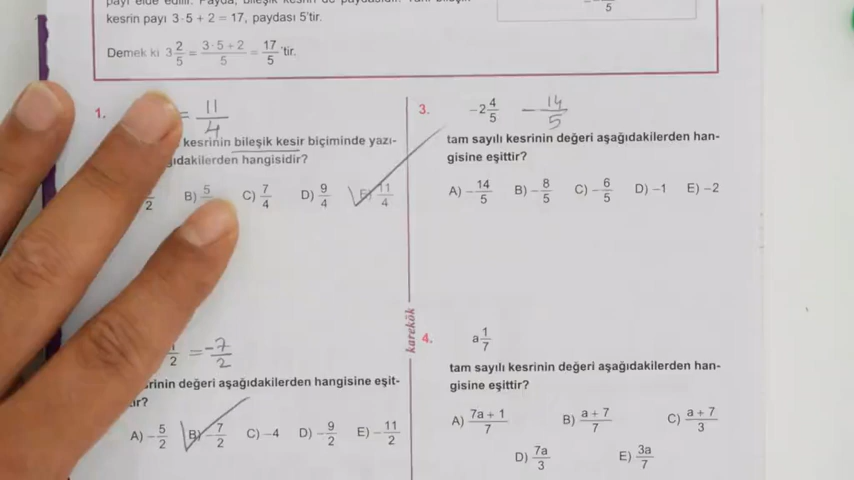 kesrin payı 3·5 + 2 = 17, paydası 5'tir.
Demek ki 3 2/5 = (3·5+2)/5 = 17/5 'tir.
1.
= 11/4
kesrinin bileşik kesir biçiminde yazı-
hangisidir?
B) 5 C) 7/4 D) 9/4 E) 11/4
= -7/2
değeri aşağıdakilerden hangisine eşit-
A) -5/2 B) -7/2 C) -4 D) -9/2 E) -11/2
3. -2 4/5 - 14/5
tam sayılı kesrinin değeri aşağıdakilerden han-
gisine eşittir?
A) -14/5 B) -8/5 C) -6/5 D) -1 E) -2
karekök
4. a 1/7
tam sayılı kesrinin değeri aşağıdakilerden han-
gisine eşittir?
A) (7a + 1)/7 B) (a + 7)/7 C) (a + 7)/3
D) 7a/3 E) 3a/7